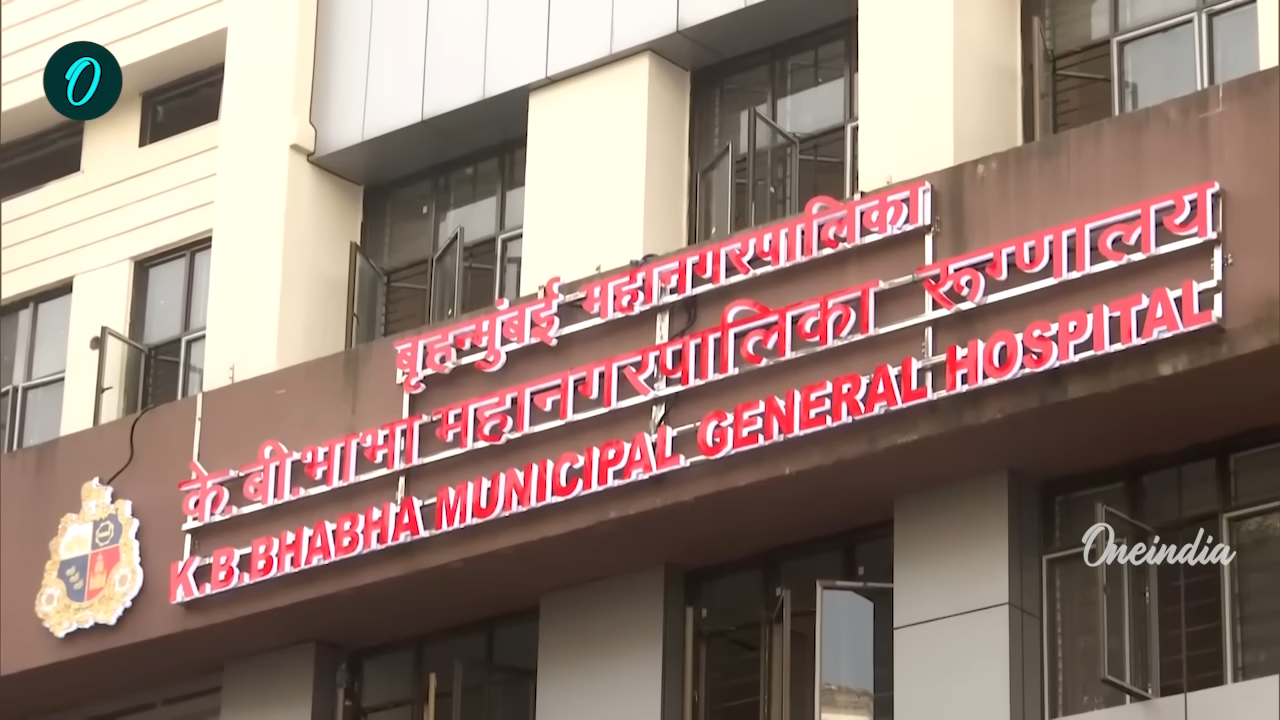 O
बृहन्मुंबई महानगरपालिका
के.बी.भाभा महानगरपालिका रूग्णालय
K.B.BHABHA MUNICIPAL GENERAL HOSPITAL
Oneindia